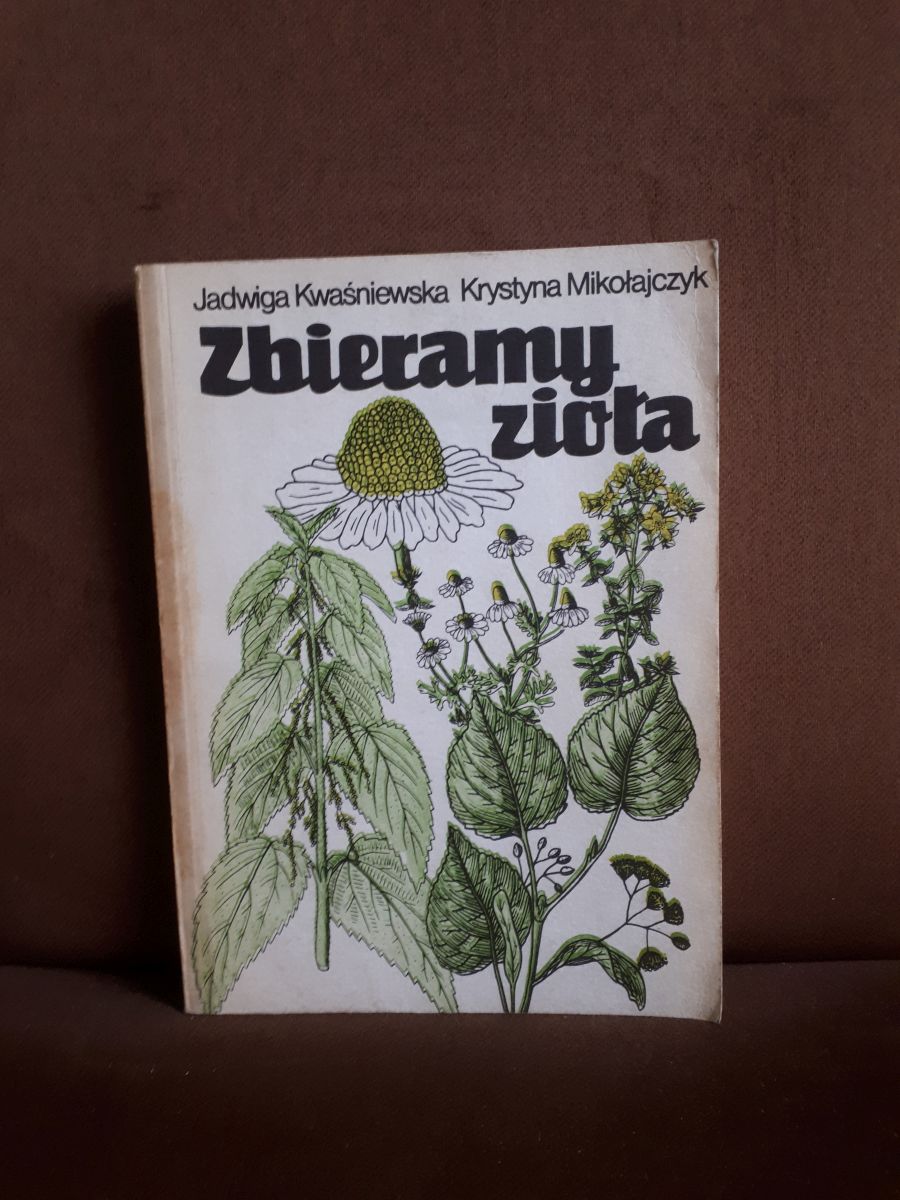 Jadwiga Kwaśniewska Krystyna Mikołajczyk
Zbieramy
zioła